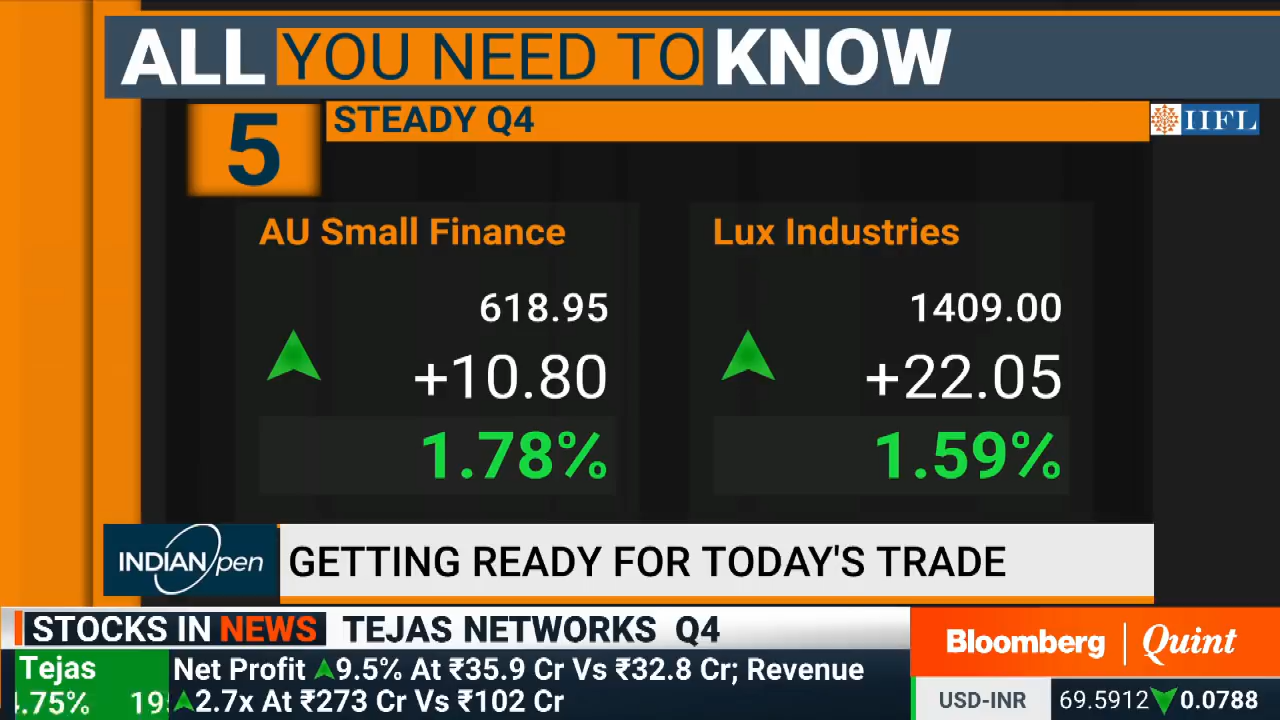 ALL YOU NEED TO KNOW
5
STEADY Q4
IIFL
AU Small Finance
618.95
+10.80
1.78%
Lux Industries
1409.00
+22.05
1.59%
INDIAN Open
GETTING READY FOR TODAY'S TRADE
STOCKS IN NEWS
TEJAS NETWORKS Q4
Bloomberg | Quint
Tejas
.75% 19
Net Profit ▲9.5% At ₹35.9 Cr Vs ₹32.8 Cr; Revenue
▲2.7x At ₹273 Cr Vs ₹102 Cr
USD-INR
69.5912 ▼ 0.0788